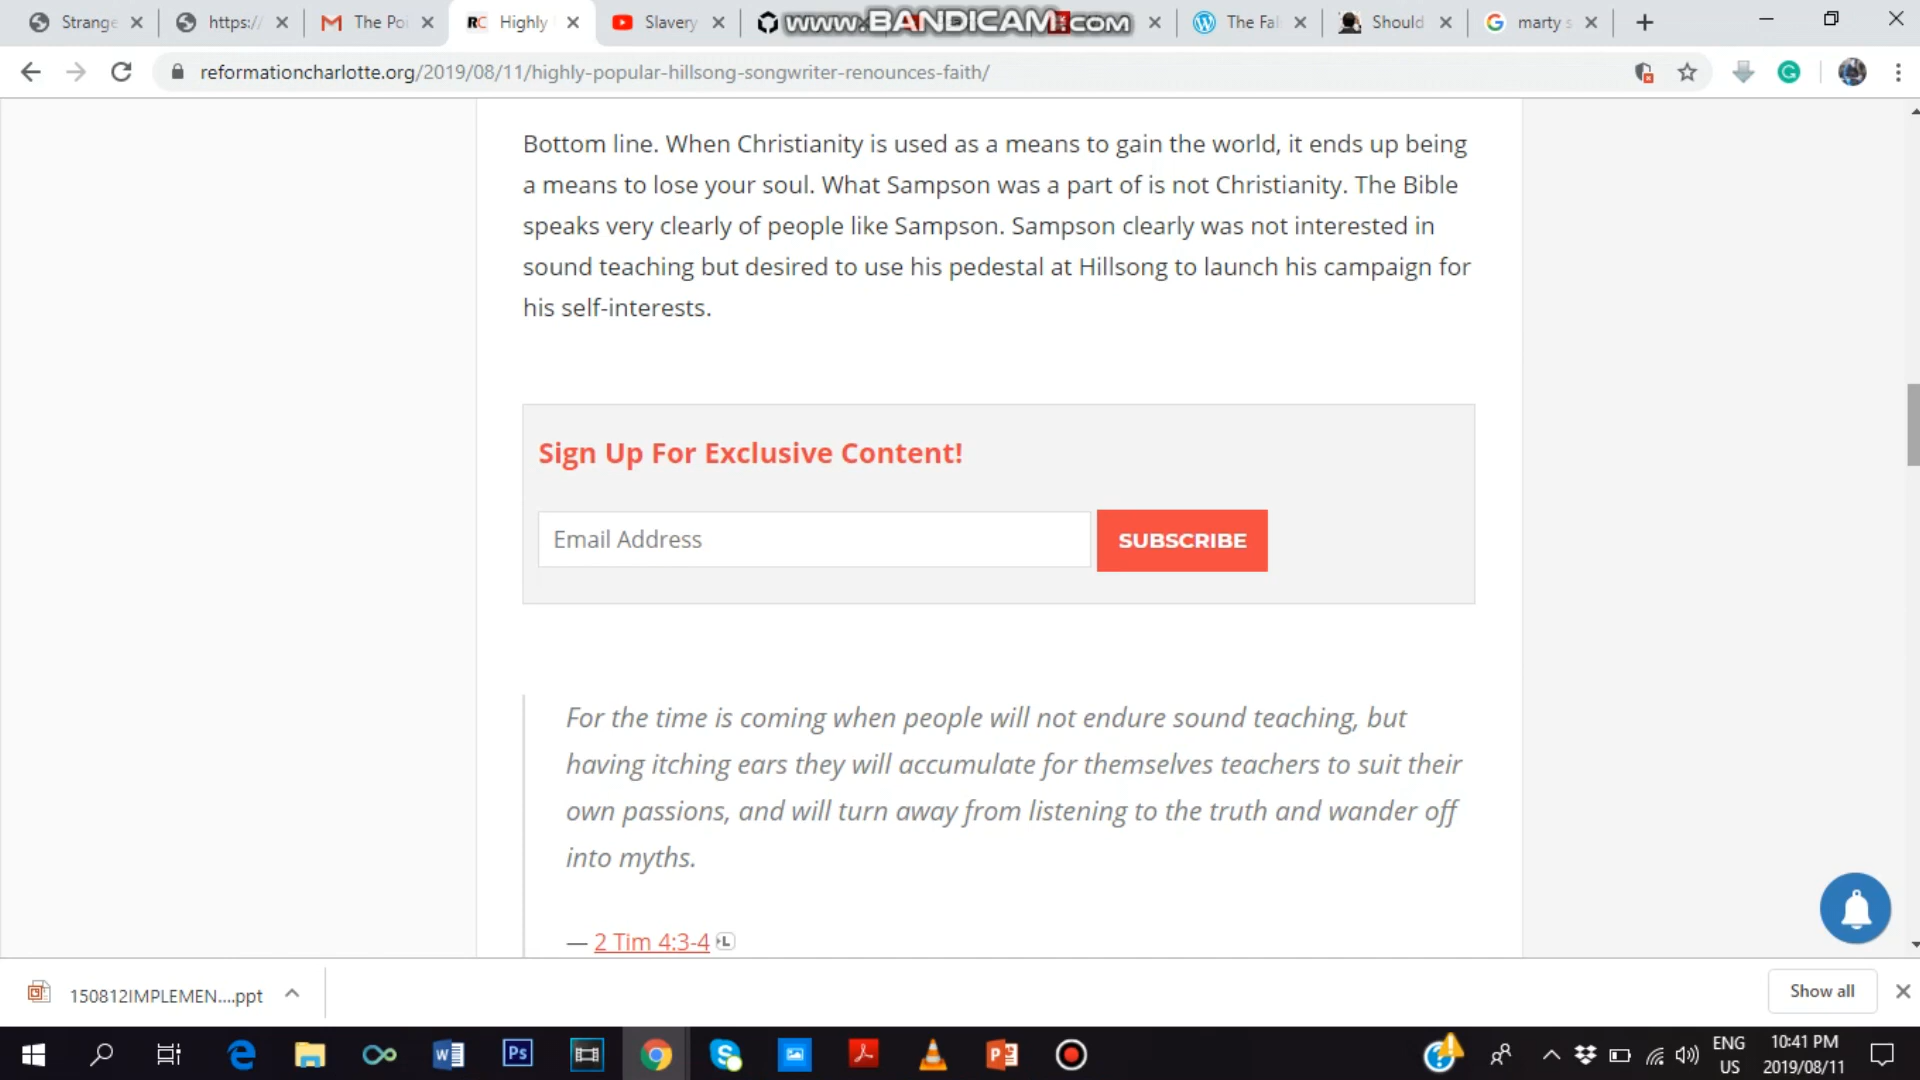 Strange
https:/
The Poi
RC Highly
Slavery
www.BANDICAM.com
The Fal
Should
marty s
reformationcharlotte.org/2019/08/11/highly-popular-hillsong-songwriter-renounces-faith/
Bottom line. When Christianity is used as a means to gain the world, it ends up being
a means to lose your soul. What Sampson was a part of is not Christianity. The Bible
speaks very clearly of people like Sampson. Sampson clearly was not interested in
sound teaching but desired to use his pedestal at Hillsong to launch his campaign for
his self-interests.
Sign Up For Exclusive Content!
Email Address
SUBSCRIBE
For the time is coming when people will not endure sound teaching, but
having itching ears they will accumulate for themselves teachers to suit their
own passions, and will turn away from listening to the truth and wander off
into myths.
— 2 Tim 4:3-4
150812IMPLEMEN....ppt
Show all
Ps
ENG
US
10:41 PM
2019/08/11